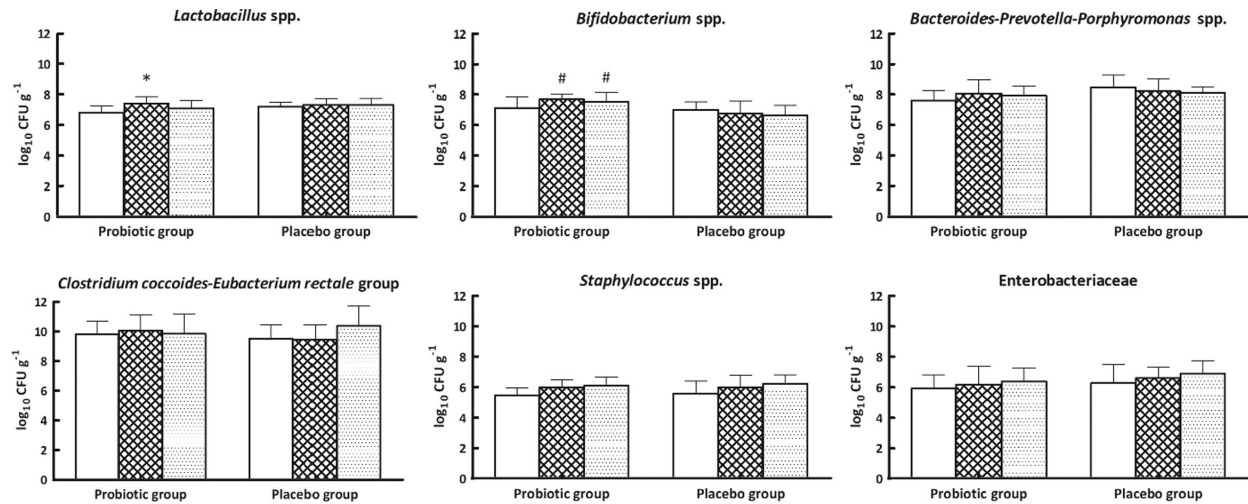 Lactobacillus spp.
12
10
8
6
4
2
0
log10 CFU g-1
*
Probiotic group
Placebo group
Bifidobacterium spp.
12
10
8
6
4
2
0
log10 CFU g-1
#
#
Probiotic group
Placebo group
Bacteroides-Prevotella-Porphyromonas spp.
12
10
8
6
4
2
0
log10 CFU g-1
Probiotic group
Placebo group
Clostridium coccoides-Eubacterium rectale group
12
10
8
6
4
2
0
log10 CFU g-1
Probiotic group
Placebo group
Staphylococcus spp.
12
10
8
6
4
2
0
log10 CFU g-1
Probiotic group
Placebo group
Enterobacteriaceae
12
10
8
6
4
2
0
log10 CFU g-1
Probiotic group
Placebo group